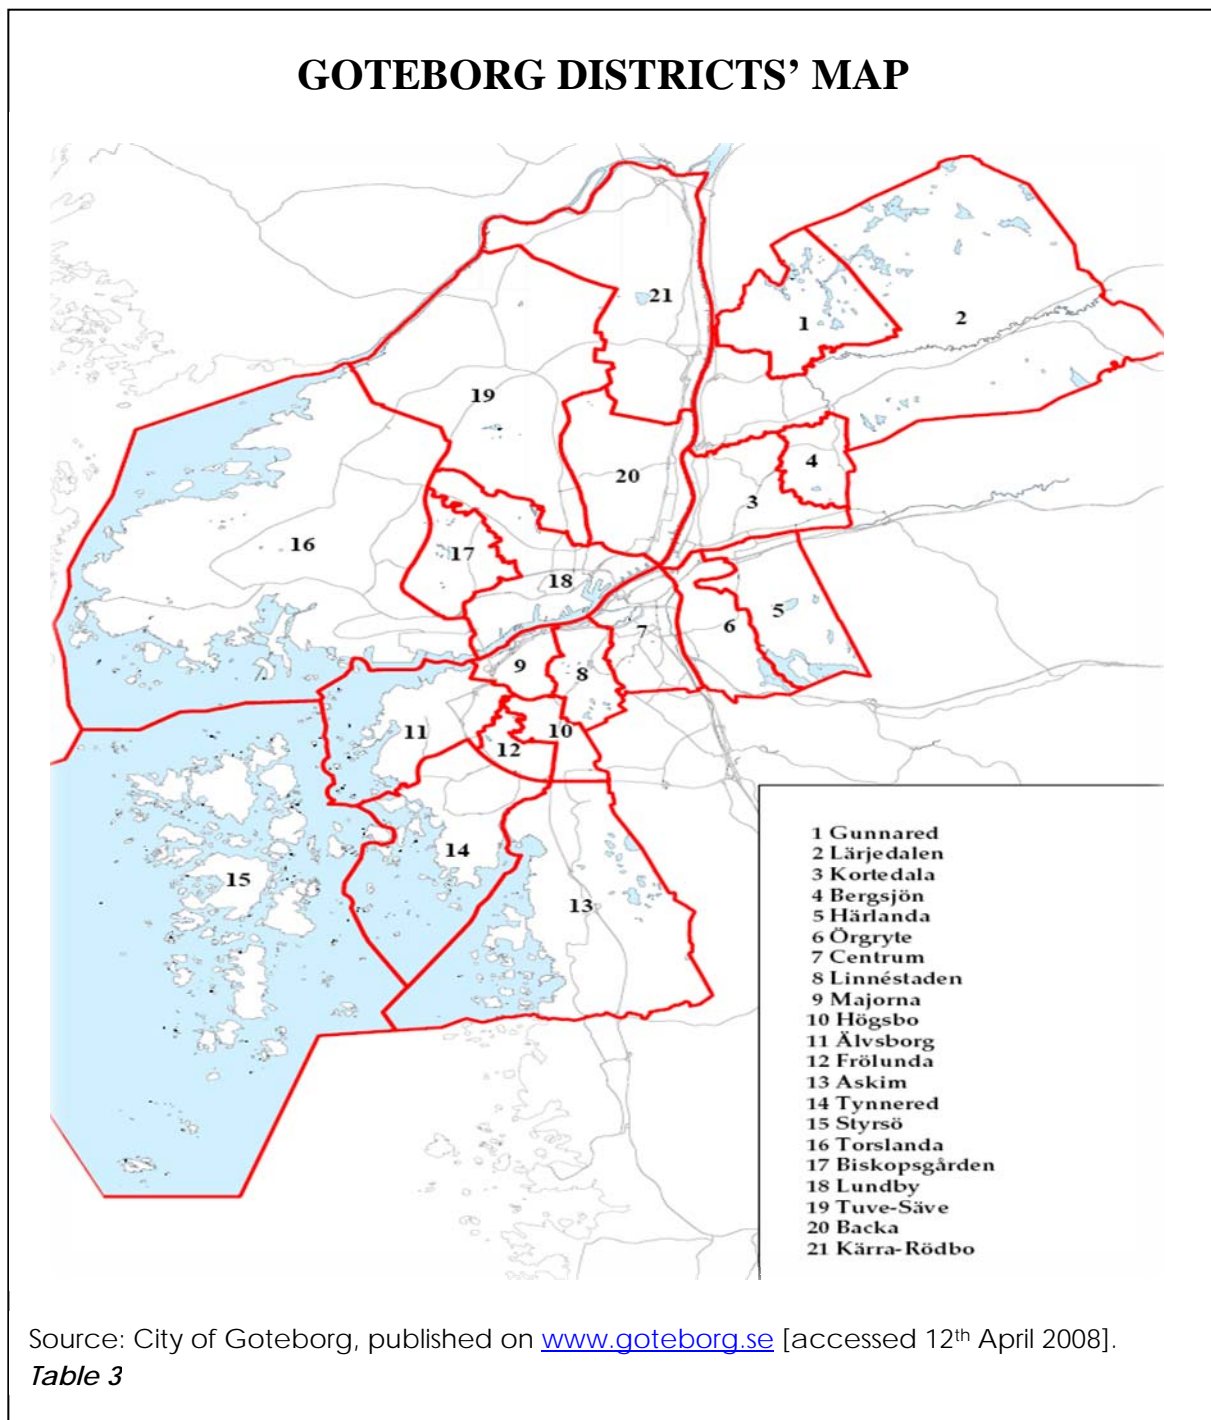 GOTEBORG DISTRICTS’ MAP
21
1
2
19
4
20
3
16
17
18
5
7
6
9
8
11
10
12
14
15
13
1 Gunnared
2 Lärjedalen
3 Kortedala
4 Bergsjön
5 Härlanda
6 Örgryte
7 Centrum
8 Linnéstaden
9 Majorna
10 Högsbo
11 Älvsborg
12 Frölunda
13 Askim
14 Tynnered
15 Styrsö
16 Torslanda
17 Biskopsgården
18 Lundby
19 Tuve-Säve
20 Backa
21 Kärra-Rödbo
Source: City of Goteborg, published on www.goteborg.se [accessed 12th April 2008].
Table 3